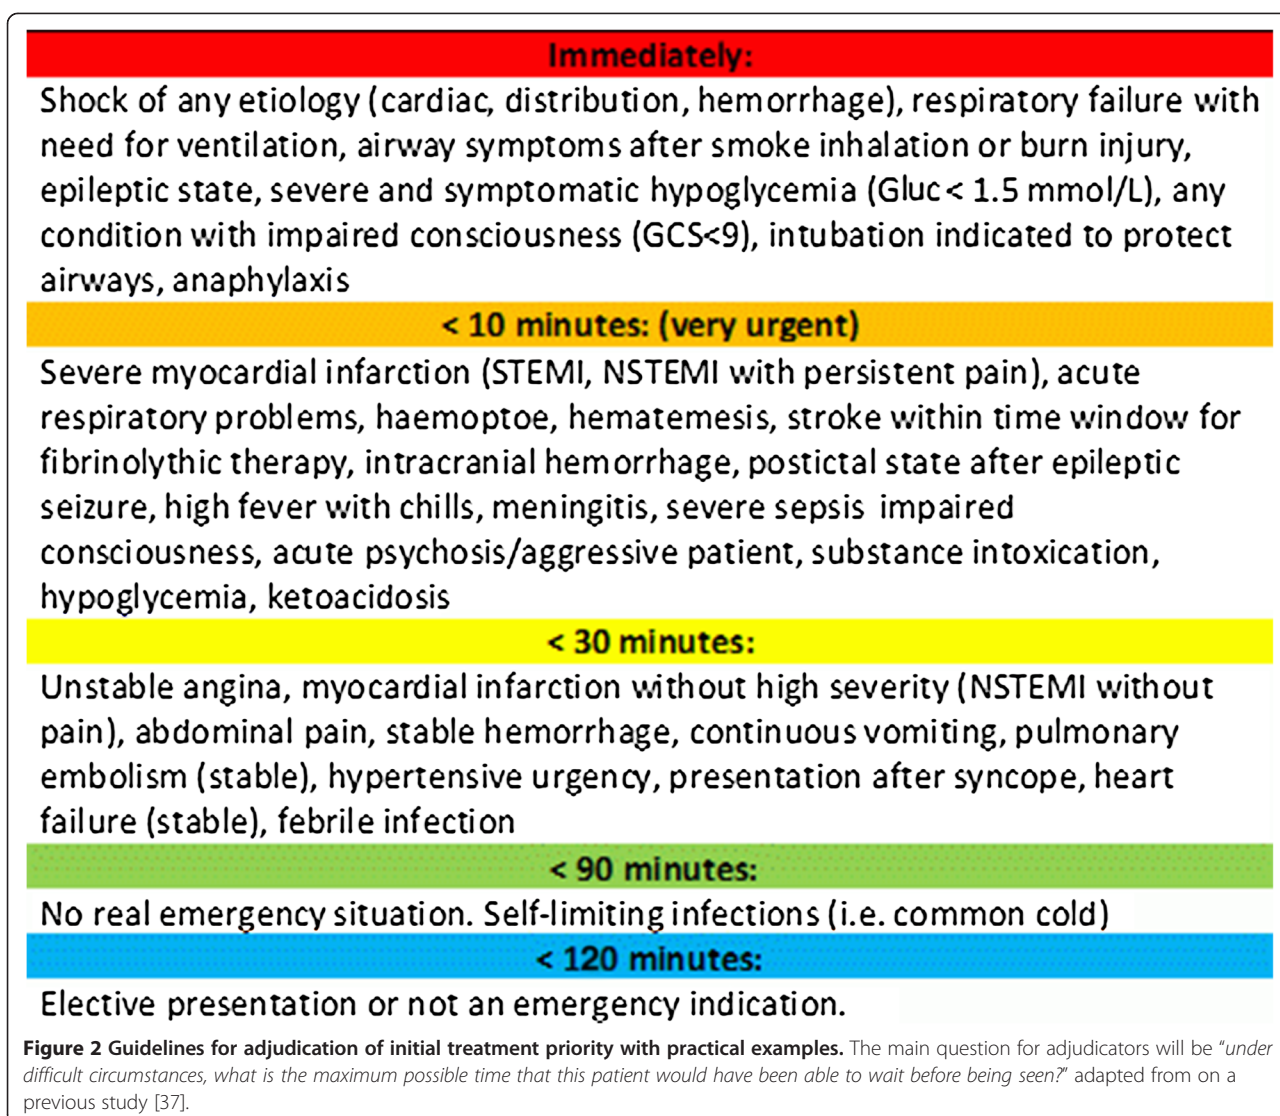 Immediately:
Shock of any etiology (cardiac, distribution, hemorrhage), respiratory failure with
need for ventilation, airway symptoms after smoke inhalation or burn injury,
epileptic state, severe and symptomatic hypoglycemia (Gluc< 1.5 mmol/L), any
condition with impaired consciousness (GCS<9), intubation indicated to protect
airways, anaphylaxis
< 10 minutes: (very urgent)
Severe myocardial infarction (STEMI, NSTEMI with persistent pain), acute
respiratory problems, haemoptoe, hematemesis, stroke within time window for
fibrinolytic therapy, intracranial hemorrhage, postictal state after epileptic
seizure, high fever with chills, meningitis, severe sepsis impaired
consciousness, acute psychosis/aggressive patient, substance intoxication,
hypoglycemia, ketoacidosis
< 30 minutes:
Unstable angina, myocardial infarction without high severity (NSTEMI without
pain), abdominal pain, stable hemorrhage, continuous vomiting, pulmonary
embolism (stable), hypertensive urgency, presentation after syncope, heart
failure (stable), febrile infection
< 90 minutes:
No real emergency situation. Self-limiting infections (i.e. common cold)
< 120 minutes:
Elective presentation or not an emergency indication.
Figure 2 Guidelines for adjudication of initial treatment priority with practical examples. The main question for adjudicators will be "under
difficult circumstances, what is the maximum possible time that this patient would have been able to wait before being seen?" adapted from on a
previous study [37].